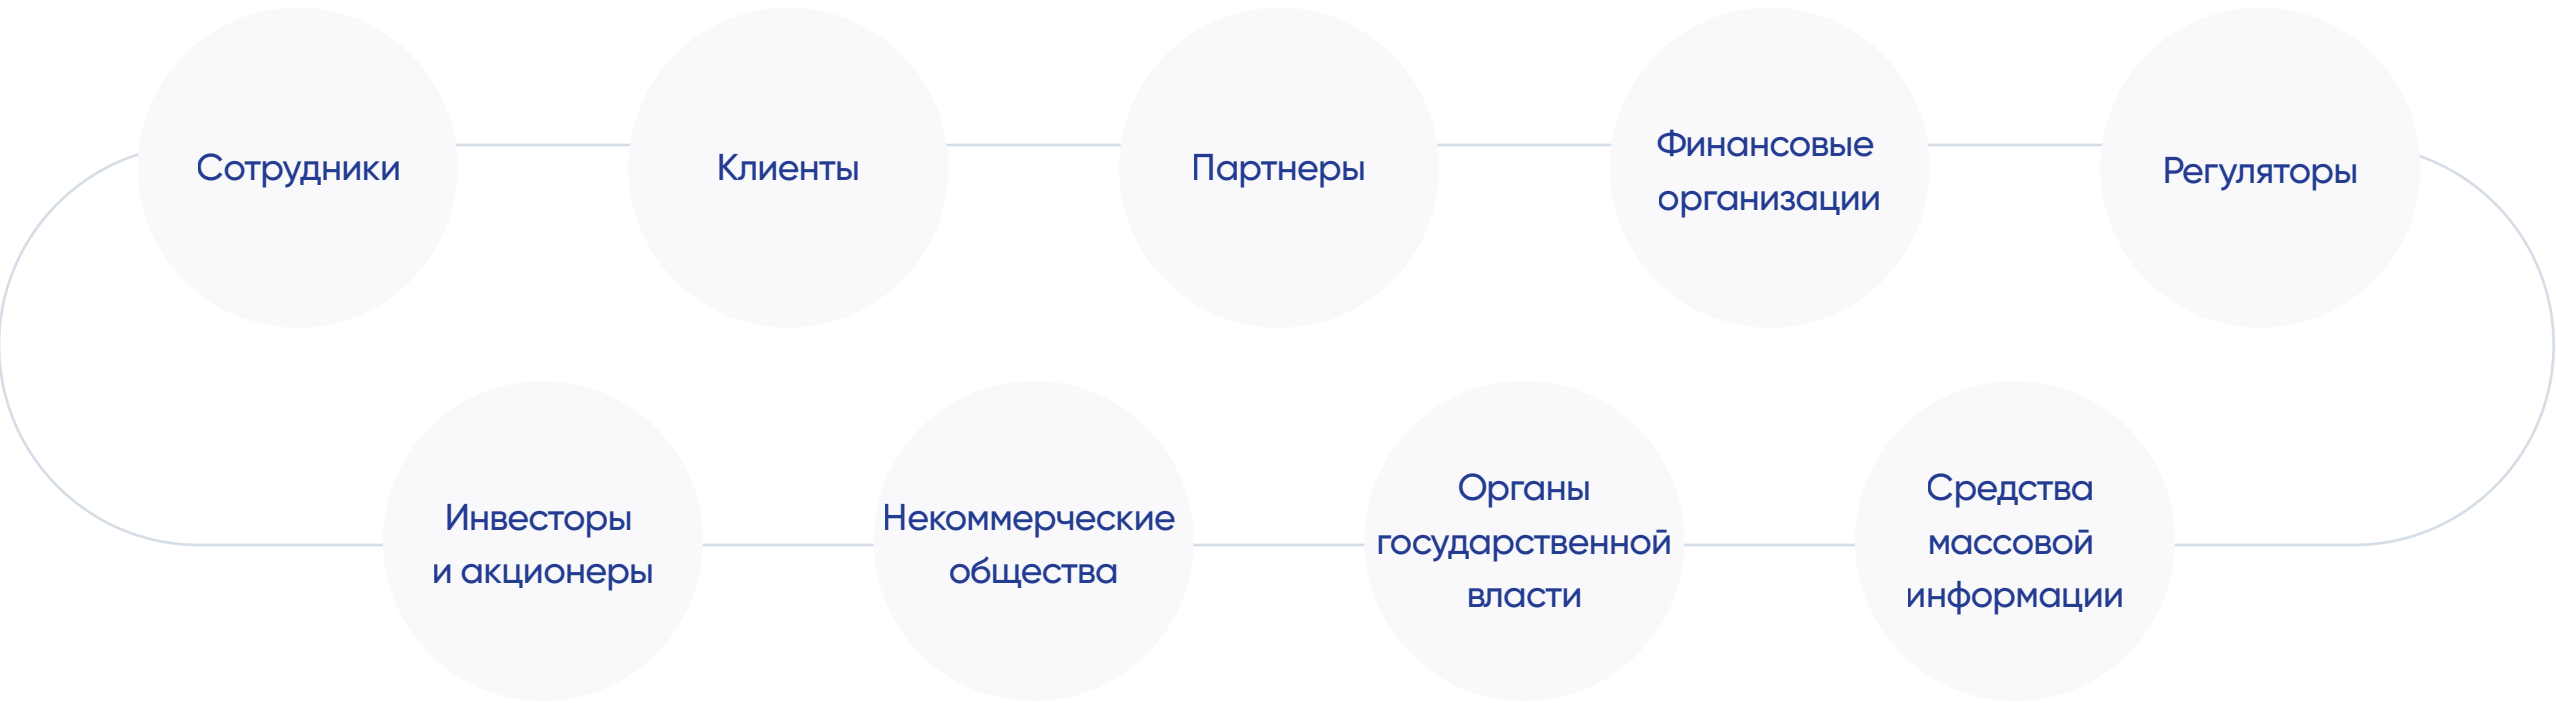 Сотрудники
Клиенты
Партнеры
Финансовые
организации
Регуляторы
Инвесторы
и акционеры
Некоммерческие
общества
Органы
государственной
власти
Средства
массовой
информации